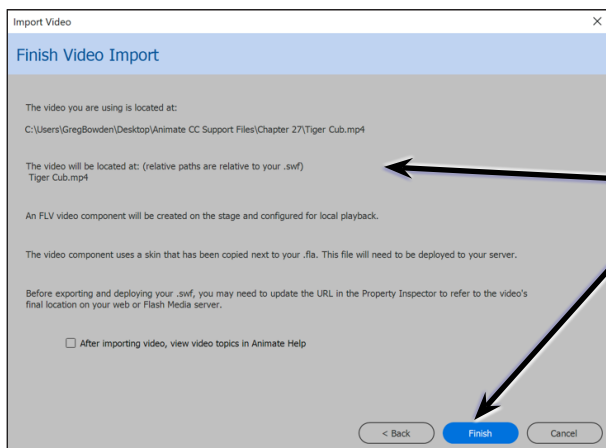 Import Video
Finish Video Import
The video you are using is located at:
C:\Users\GregBowden\Desktop\Animate CC Support Files\Chapter 27\Tiger Cub.mp4
The video will be located at: (relative paths are relative to your .swf)
Tiger Cub.mp4
An FLV video component will be created on the stage and configured for local playback.
The video component uses a skin that has been copied next to your .fla. This file will need to be deployed to your server.
Before exporting and deploying your .swf, you may need to update the URL in the Property Inspector to refer to the video's
final location on your web or Flash Media server.
After importing video, view video topics in Animate Help
< Back Finish Cancel